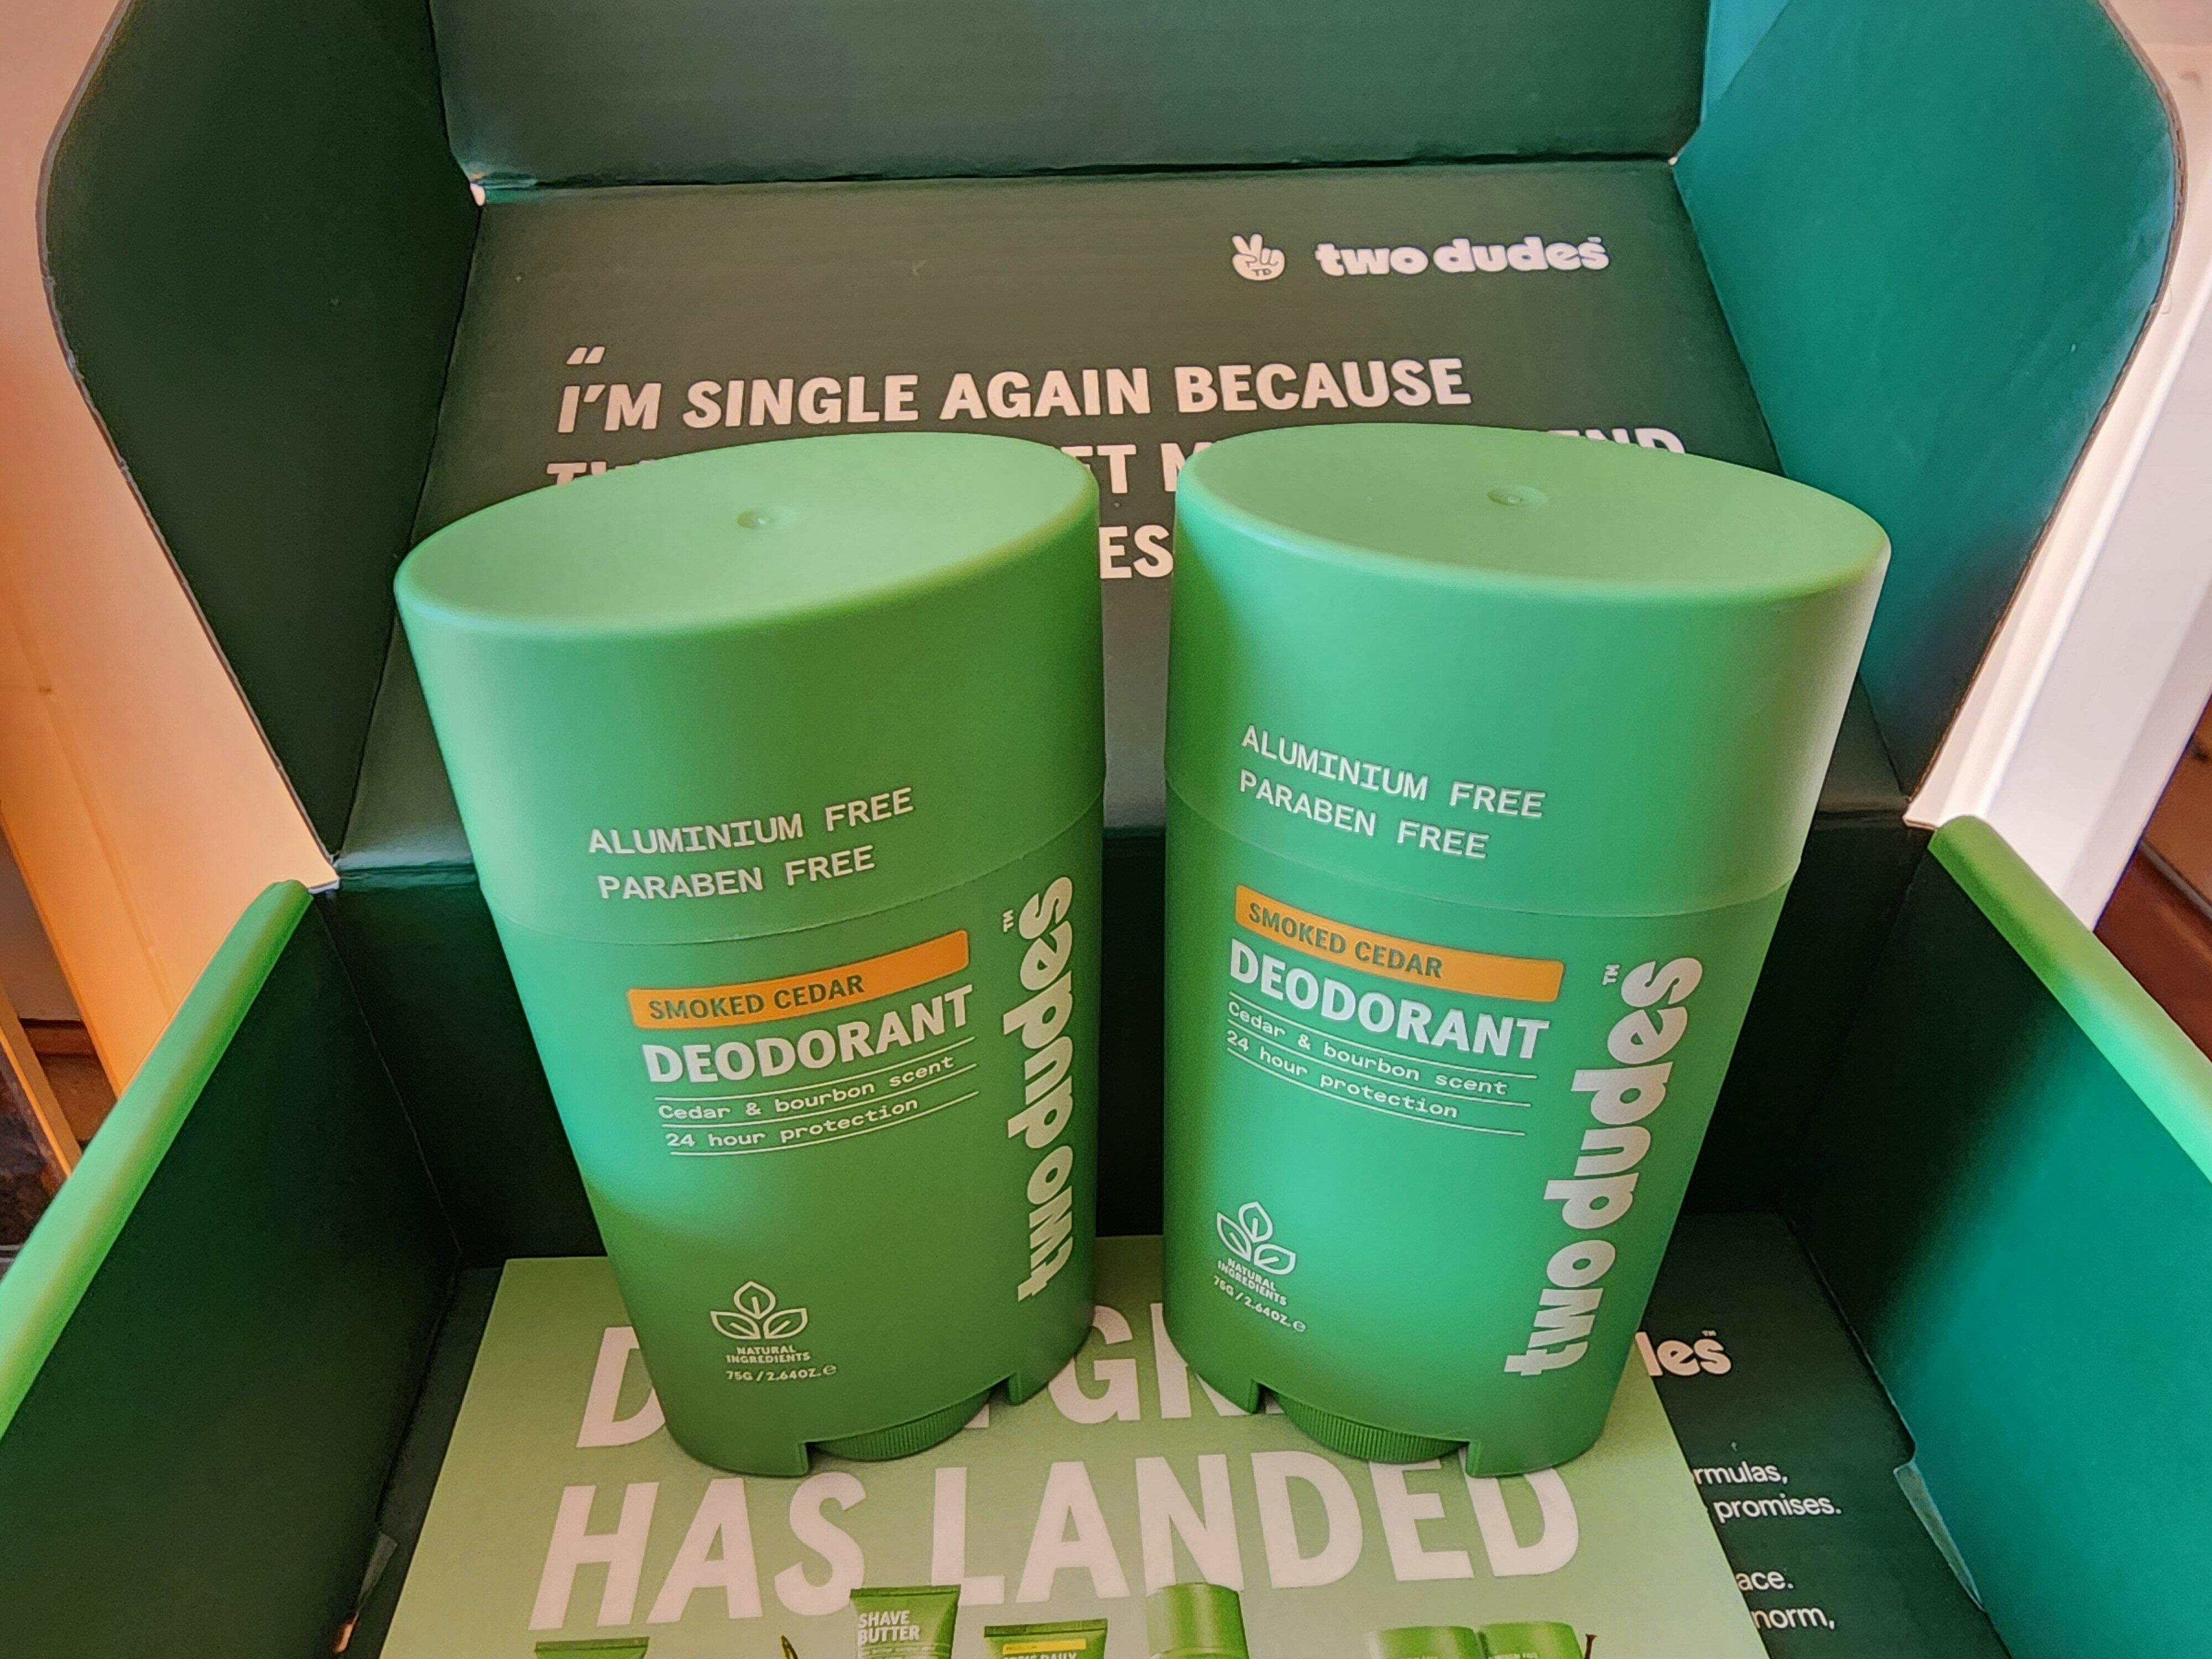 TD two dudes
“
I'M SINGLE AGAIN BECAUSE
ALUMINIUM FREE
PARABEN FREE
SMOKED CEDAR
DEODORANT
Cedar & bourbon scent
24 hour protection
two dudes™
NATURAL
INGREDIENTS
75G / 2.64OZ. ℮
ALUMINIUM FREE
PARABEN FREE
SMOKED CEDAR
DEODORANT
Cedar & bourbon scent
24 hour protection
two dudes™
NATURAL
INGREDIENTS
75G / 2.64OZ. ℮
HAS LANDED
SHAVE
BUTTER
promises.
norm,